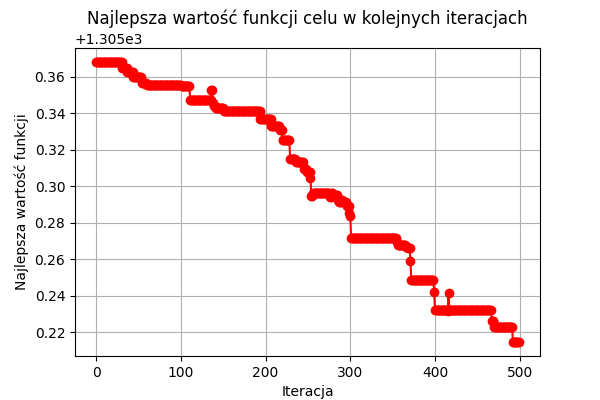 Najlepsza wartość funkcji celu w kolejnych iteracjach
+1.305e3
0.36
0.34
0.32
0.30
0.28
0.26
0.24
0.22
Najlepsza wartość funkcji
0 100 200 300 400 500
Iteracja